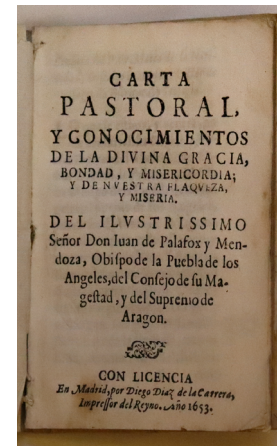 CARTA
PASTORAL,
Y CONOCIMIENTOS
DE LA DIVINA GRACIA,
BONDAD, Y MISERICORDIA;
Y DE NVESTRA FLAQVEZA,
Y MISERIA.
DEL ILVSTRISSIMO
Señor Don Iuan de Palafox y Men-
doza, Obispo de la Puebla de los
Angeles, del Consejo de su Ma-
gestad, y del Supremo de
Aragon.
CON LICENCIA
En Madrid, por Diego Diaz de la Carrera,
Impressor del Reyno. Año 1653.